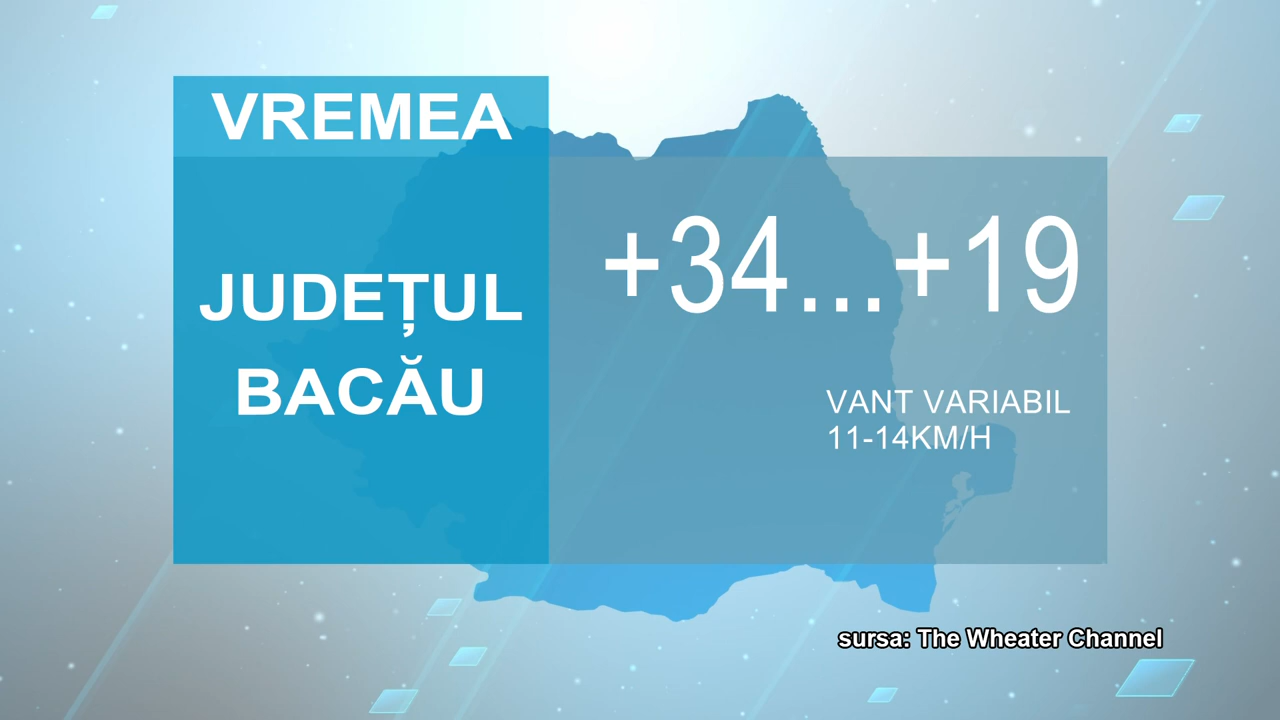 VREMEA
JUDEȚUL
BACĂU
+34...+19
VANT VARIABIL
11-14KM/H
sursa: The Wheater Channel